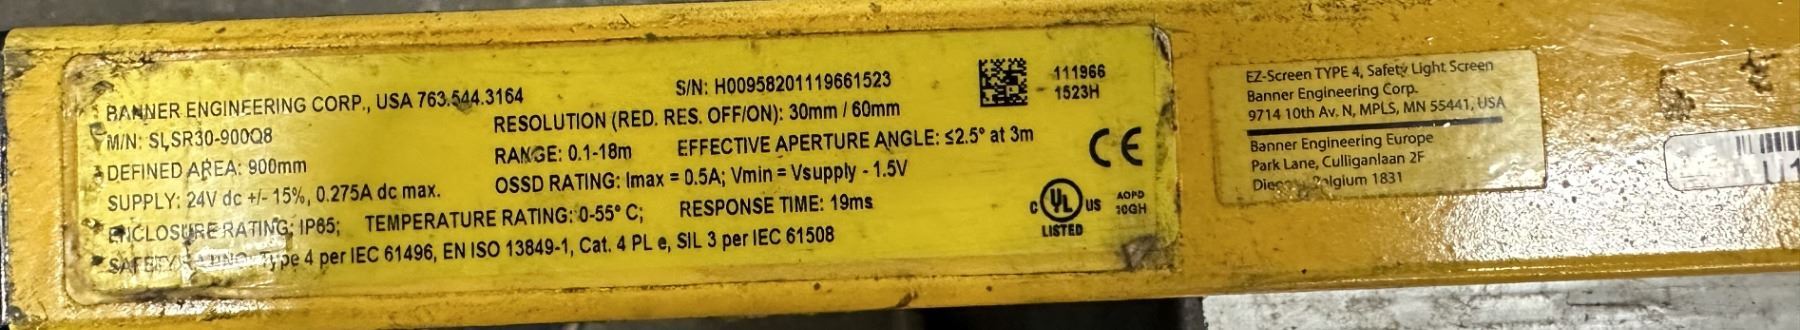 BANNER ENGINEERING CORP., USA 763.544.3164
S/N: H00958201119661523
M/N: SLSR30-900Q8
RESOLUTION (RED. RES. OFF/ON): 30mm / 60mm
DEFINED AREA: 900mm
RANGE: 0.1-18m EFFECTIVE APERTURE ANGLE: ≤2.5° at 3m
SUPPLY: 24V dc +/- 15%, 0.275A dc max.
OSSD RATING: Imax = 0.5A; Vmin = Vsupply - 1.5V
ENCLOSURE RATING: IP65; TEMPERATURE RATING: 0-55° C; RESPONSE TIME: 19ms
SAFETY Type 4 per IEC 61496, EN ISO 13849-1, Cat. 4 PL e, SIL 3 per IEC 61508
111966
1523H
CE
C UL US
LISTED
AOPD
10GH
EZ-Screen TYPE 4, Safety Light Screen
Banner Engineering Corp.
9714 10th Av. N, MPLS, MN 55441, USA
Banner Engineering Europe
Park Lane, Culliganlaan 2F
Belgium 1831